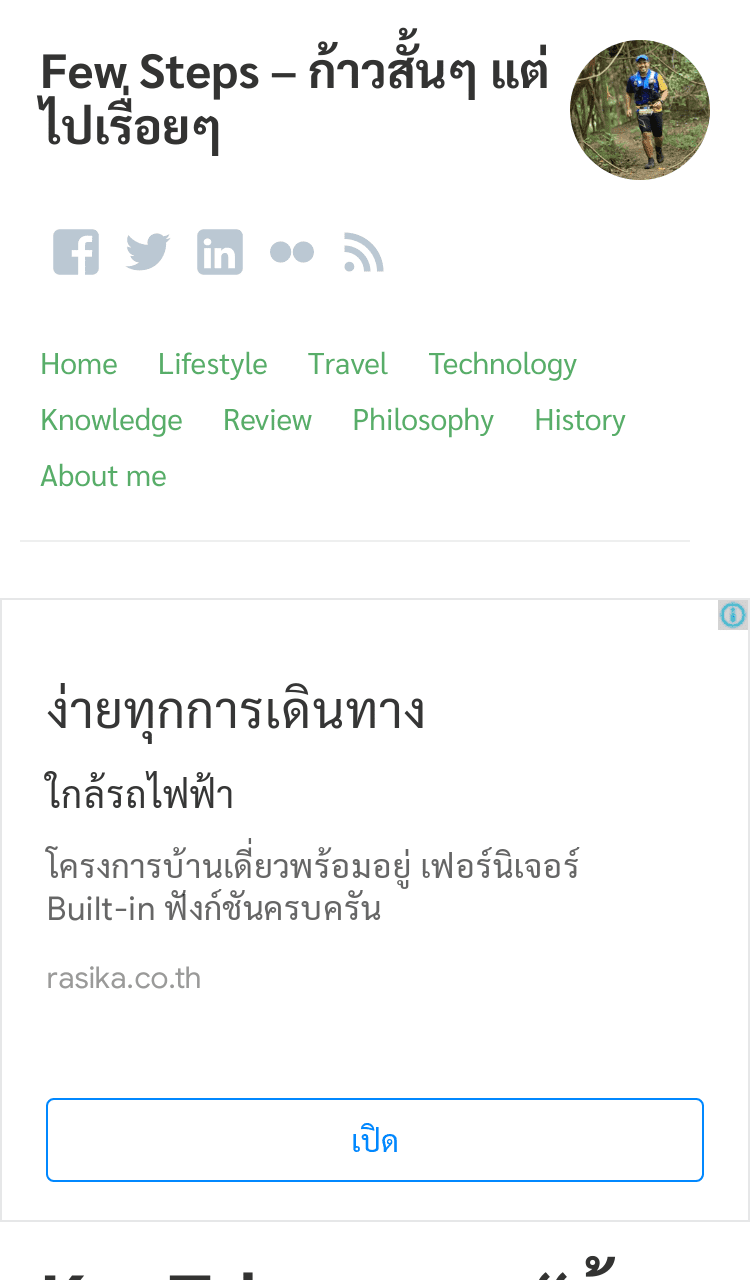 Few Steps – ก้าวสั้นๆ แต่
ไปเรื่อยๆ
Home Lifestyle Travel Technology
Knowledge Review Philosophy History
About me
ง่ายทุกการเดินทาง
ใกล้รถไฟฟ้า
โครงการบ้านเดี่ยวพร้อมอยู่ เฟอร์นิเจอร์
Built-in ฟังก์ชันครบครัน
rasika.co.th
เปิด